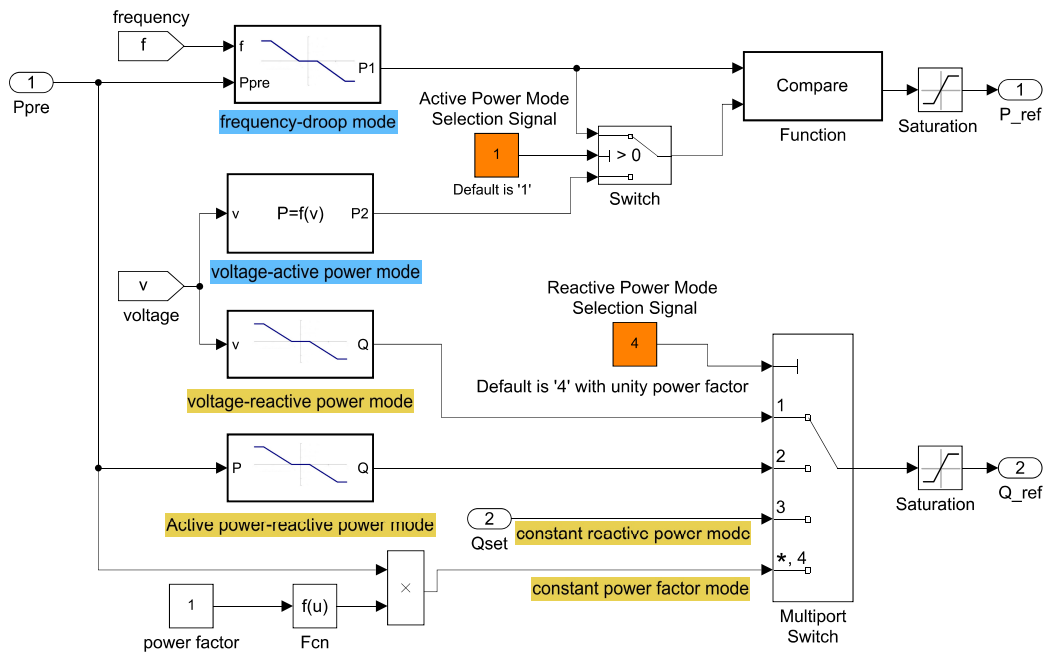 frequency
f
f
Ppre
P1
1
Ppre
frequency-droop mode
Active Power Mode
Selection Signal
1
Default is '1'
> 0
Switch
Compare
Function
Saturation
1
P_ref
v
P=f(v)
P2
voltage-active power mode
v
voltage
v
Q
voltage-reactive power mode
Reactive Power Mode
Selection Signal
4
Default is '4' with unity power factor
P
Q
Active power-reactive power mode
2
Qset
constant reactive power mode
constant power factor mode
1
power factor
f(u)
Fcn
×
1
2
3
*, 4
Multiport
Switch
Saturation
2
Q_ref